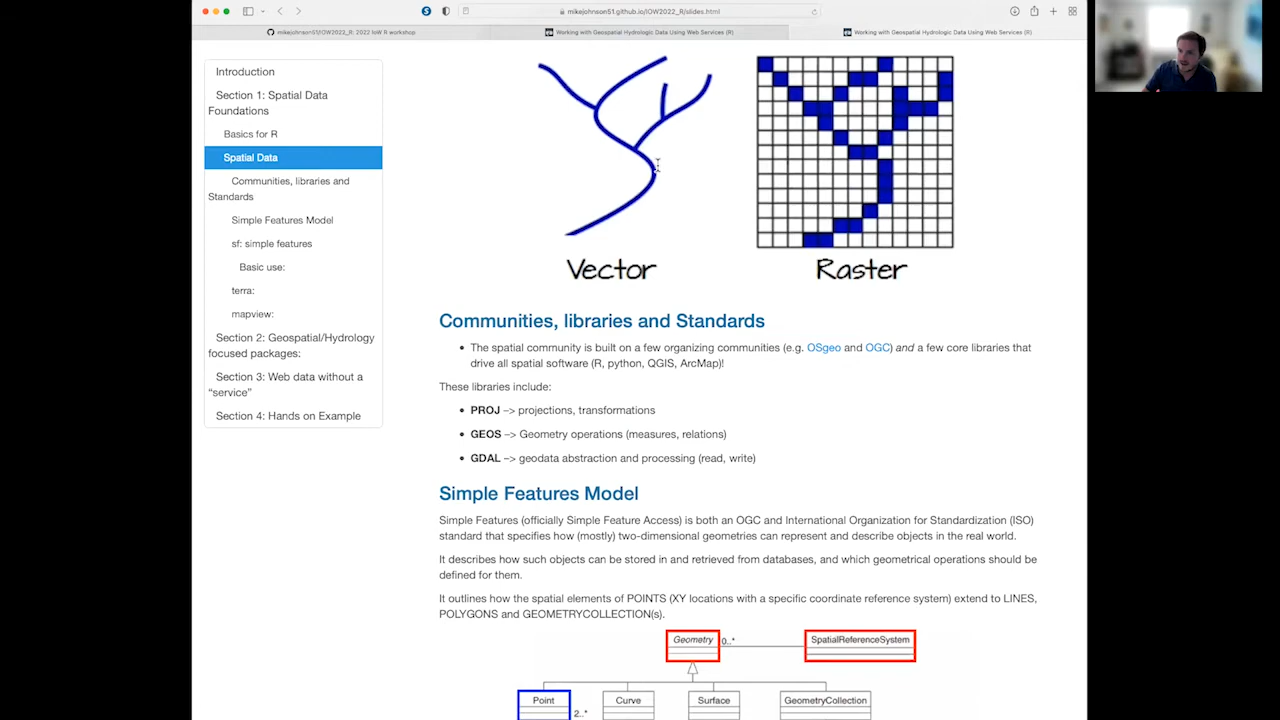 mikejohnson51.github.io/IOW2022_R/slides.html
mikejohnson51/IOW2022_R: 2022 IoW R workshop
Working with Geospatial Hydrologic Data Using Web Services (R)
Working with Geospatial Hydrologic Data Using Web Services (R)
Introduction
Section 1: Spatial Data
Foundations
Basics for R
Spatial Data
Communities, libraries and
Standards
Simple Features Model
sf: simple features
Basic use:
terra:
mapview:
Section 2: Geospatial/Hydrology
focused packages:
Section 3: Web data without a
“service”
Section 4: Hands on Example
Vector
Raster
Communities, libraries and Standards
• The spatial community is built on a few organizing communities (e.g. OSgeo and OGC) and a few core libraries that
drive all spatial software (R, python, QGIS, ArcMap)!
These libraries include:
• PROJ –> projections, transformations
• GEOS –> Geometry operations (measures, relations)
• GDAL –> geodata abstraction and processing (read, write)
Simple Features Model
Simple Features (officially Simple Feature Access) is both an OGC and International Organization for Standardization (ISO)
standard that specifies how (mostly) two-dimensional geometries can represent and describe objects in the real world.
It describes how such objects can be stored in and retrieved from databases, and which geometrical operations should be
defined for them.
It outlines how the spatial elements of POINTS (XY locations with a specific coordinate reference system) extend to LINES,
POLYGONS and GEOMETRYCOLLECTION(s).
Geometry
0..*
SpatialReferenceSystem
Point
Curve
Surface
GeometryCollection
2..*